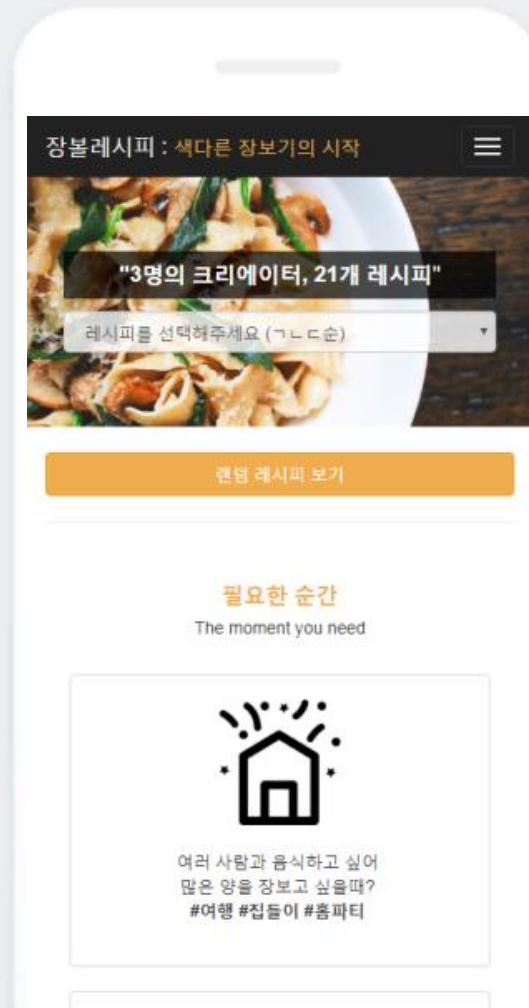 장볼레시피 : 색다른 장보기의 시작
"3명의 크리에이터, 21개 레시피"
레시피를 선택해주세요 (ㄱㄴㄷ순)
랜덤 레시피 보기
필요한 순간
The moment you need
여러 사람과 음식하고 싶어
많은 양을 장보고 싶을때?
#여행 #집들이 #홈파티